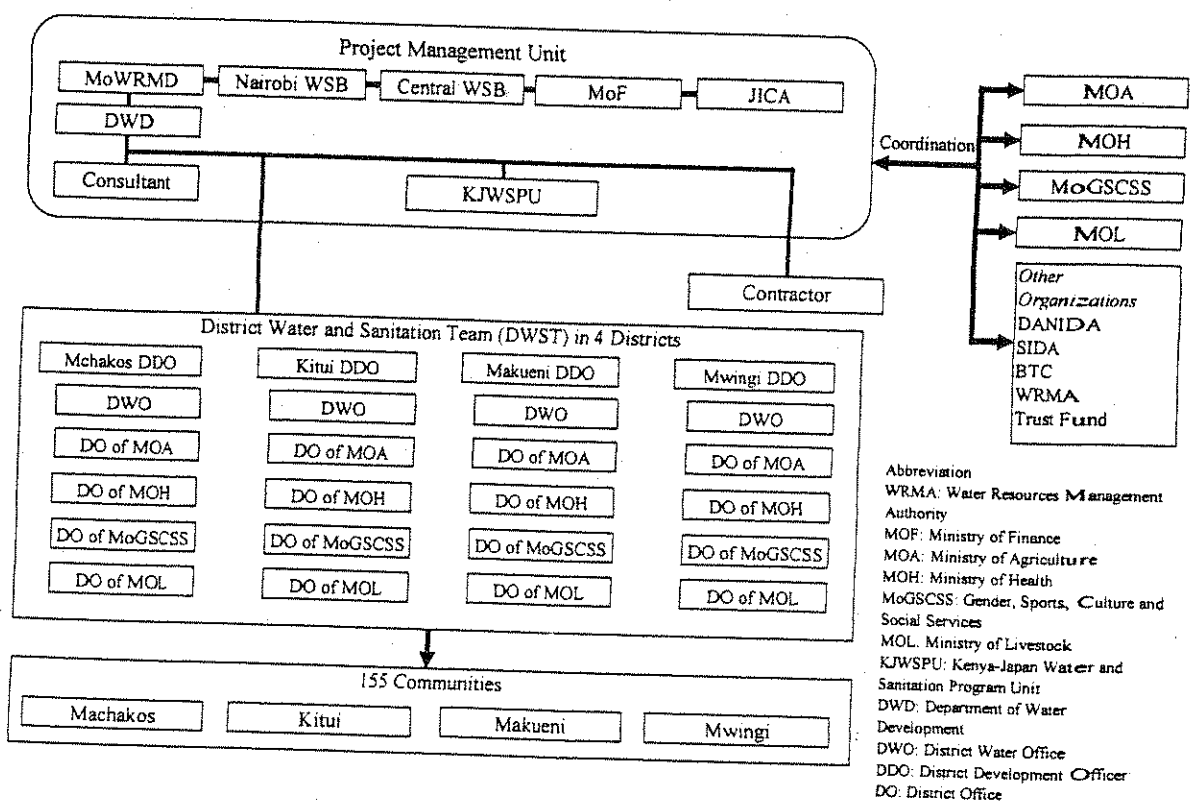 Project Management Unit
MoWRMD
Nairobi WSB
Central WSB
MoF
JICA
DWD
Consultant
KJWSPU
Coordination
MOA
MOH
MoGSCSS
MOL
Other
Organizations
DANIDA
SIDA
BTC
WRMA
Trust Fund
Contractor
District Water and Sanitation Team (DWST) in 4 Districts
Mchakos DDO
Kitui DDO
Makueni DDO
Mwingi DDO
DWO
DWO
DWO
DWO
DO of MOA
DO of MOA
DO of MOA
DO of MOA
DO of MOH
DO of MOH
DO of MOH
DO of MOH
DO of MoGSCSS
DO of MoGSCSS
DO of MoGSCSS
DO of MoGSCSS
DO of MOL
DO of MOL
DO of MOL
DO of MOL
155 Communities
Machakos
Kitui
Makueni
Mwingi
Abbreviation
WRMA: Water Resources Management
Authority
MOF: Ministry of Finance
MOA: Ministry of Agriculture
MOH: Ministry of Health
MoGSCSS: Gender, Sports, Culture and
Social Services
MOL. Ministry of Livestock
KJWSPU: Kenya-Japan Water and
Sanitation Program Unit
DWD: Department of Water
Development
DWO: District Water Office
DDO: District Development Officer
DO: District Office